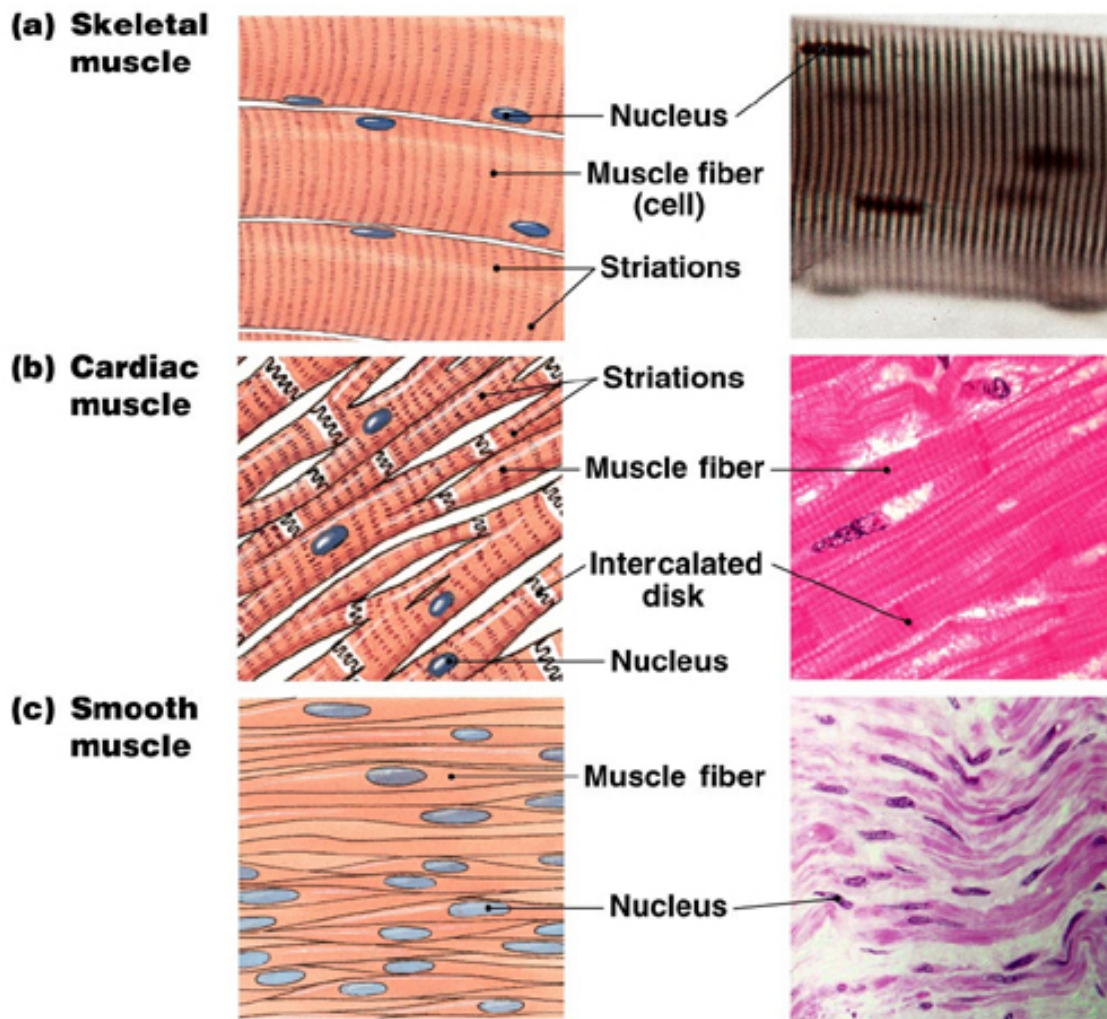 (a) Skeletal
muscle
Nucleus
Muscle fiber
(cell)
Striations
(b) Cardiac
muscle
Striations
Muscle fiber
Intercalated
disk
Nucleus
(c) Smooth
muscle
Muscle fiber
Nucleus